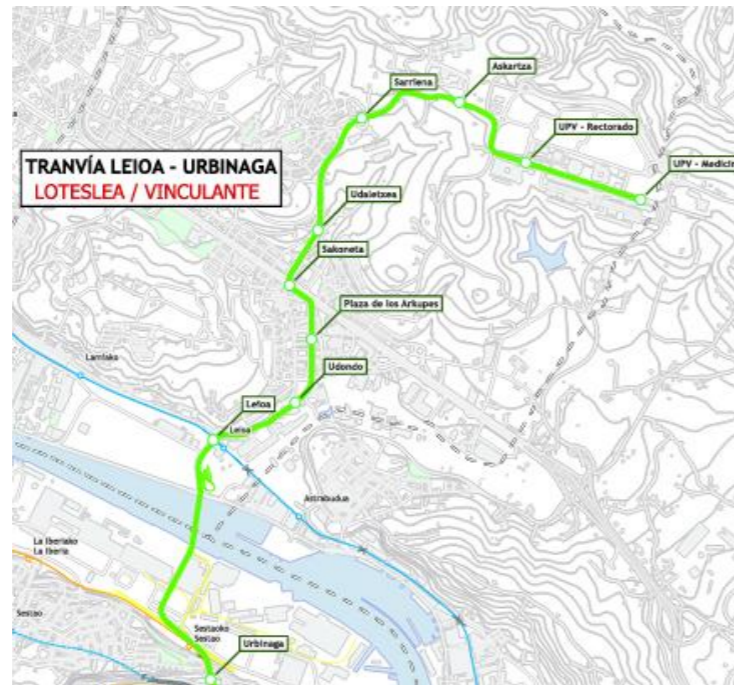 Askartza
Sarriena
UPV - Rectorado
TRANVÍA LEIOA - URBINAGA
LOTESLEA / VINCULANTE
UPV - Medicin
Udaletxea
Sakoneta
Plaza de los Arkupes
Lamiako
Udondo
Leioa
Leioa
Astrabudua
La Iberiako
La Iberia
Sestao
Sestaoko
Sestao
Urbinaga